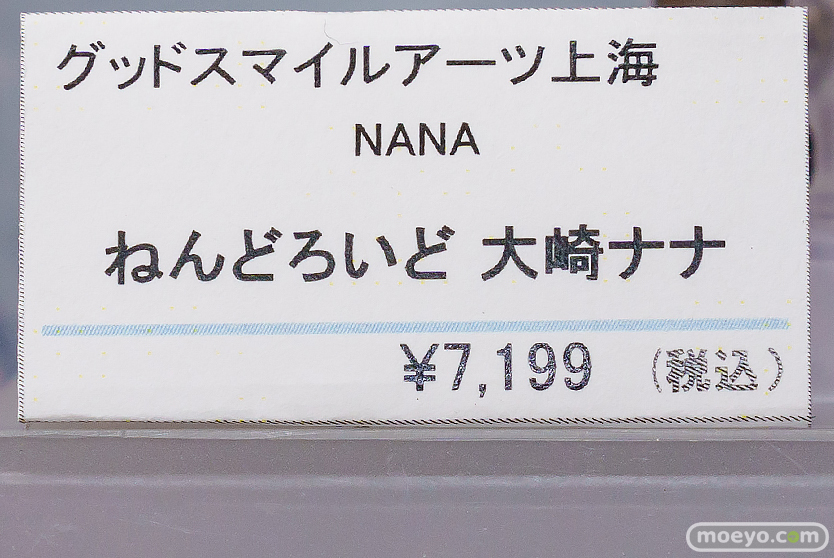 グッドスマイルアーツ上海
NANA
ねんどろいど 大崎ナナ
¥7,199 (税込)
moeyo.com